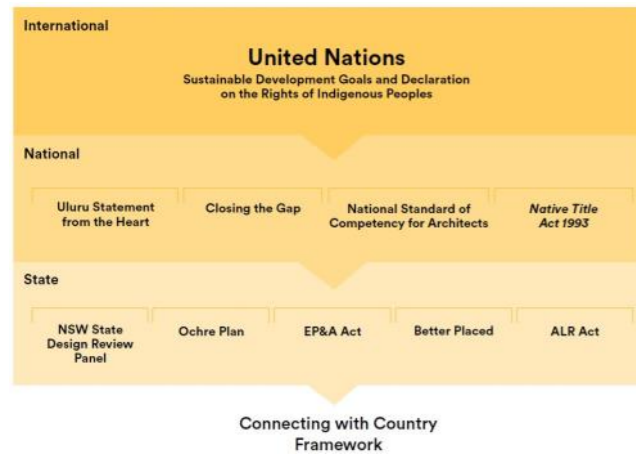 International
United Nations
Sustainable Development Goals and Declaration
on the Rights of Indigenous Peoples
National
Uluru Statement
from the Heart
Closing the Gap
National Standard of
Competency for Architects
Native Title
Act 1993
State
NSW State
Design Review
Panel
Ochre Plan
EP&A Act
Better Placed
ALR Act
Connecting with Country
Framework